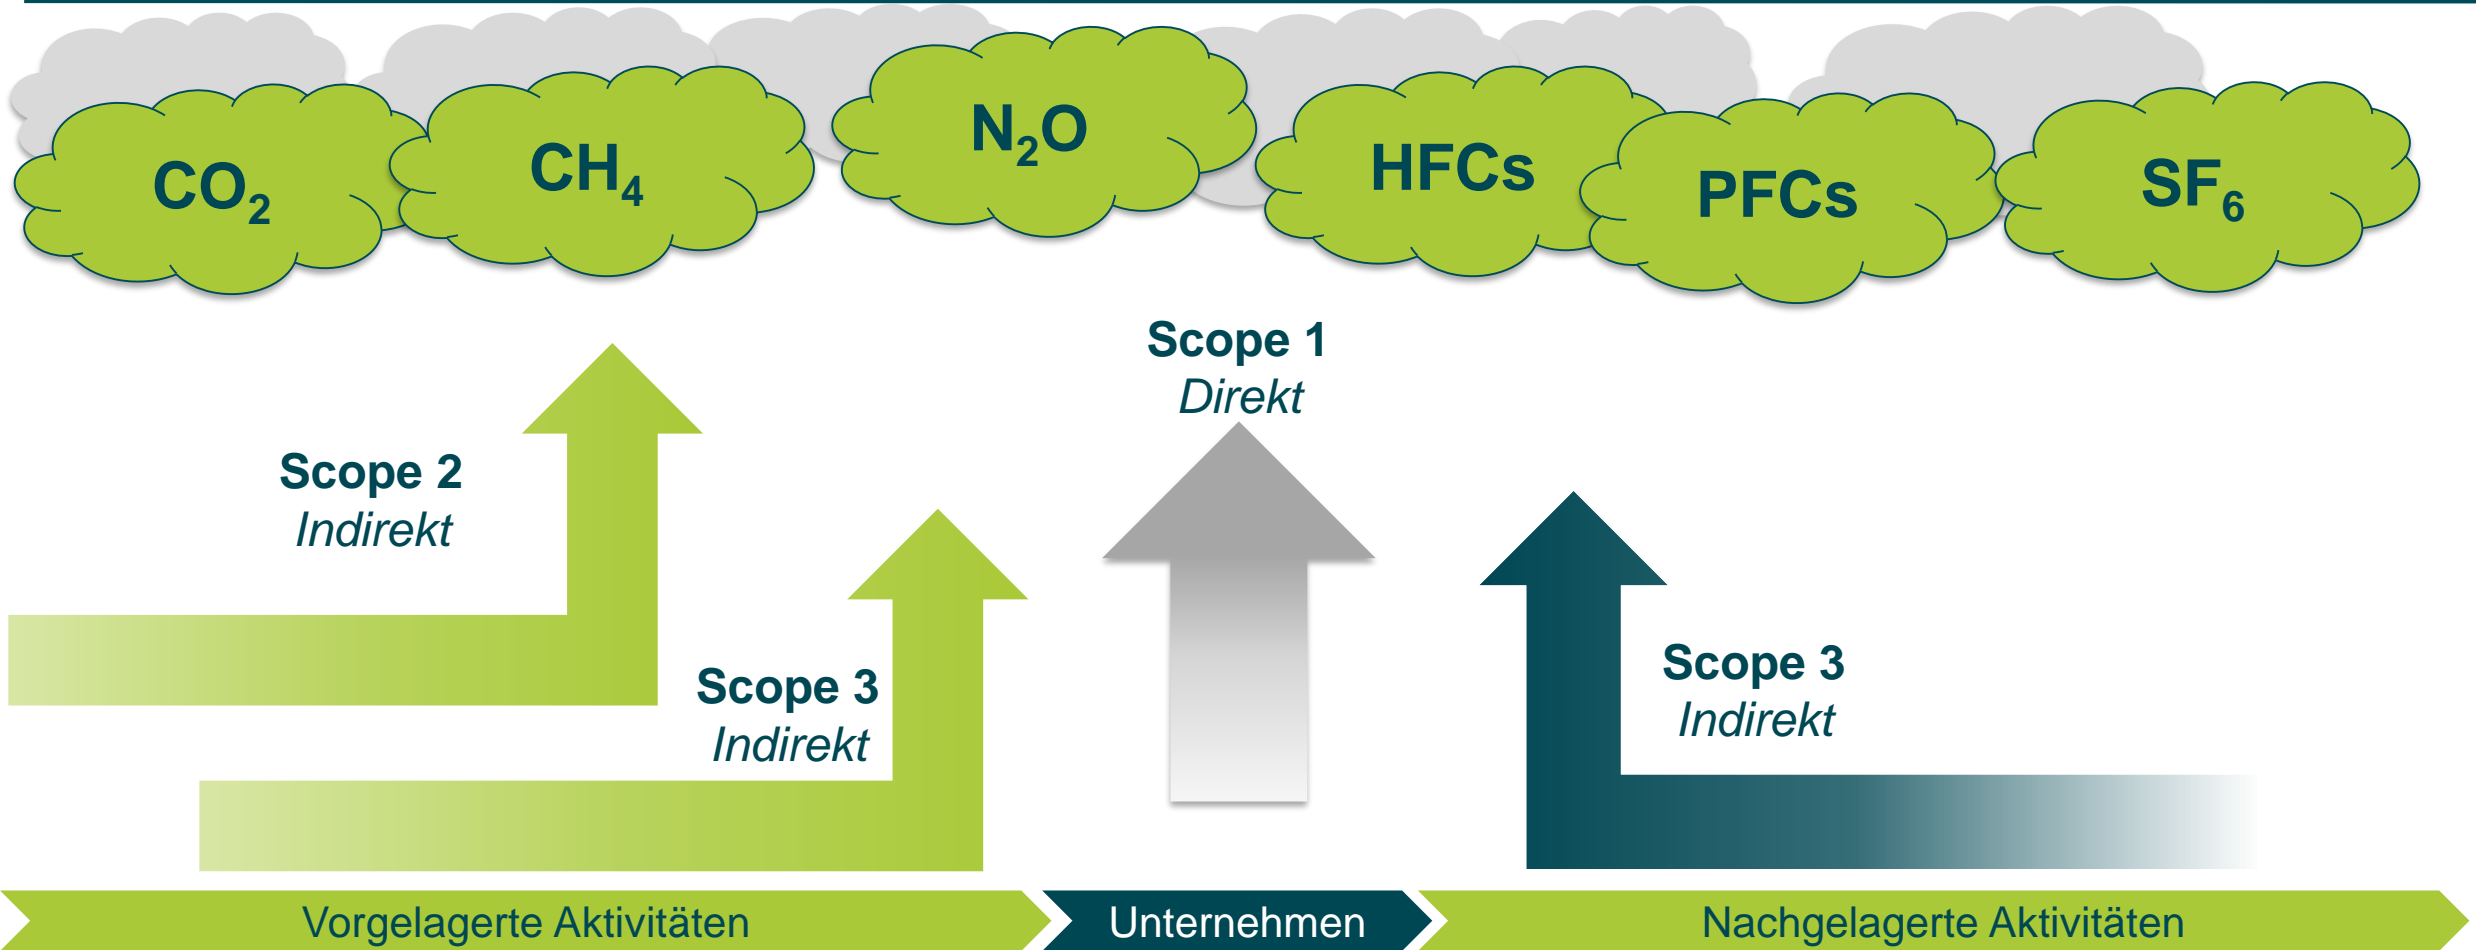 CO₂
CH₄
N₂O
HFCs
PFCs
SF₆
Scope 1
Direkt
Scope 2
Indirekt
Scope 3
Indirekt
Scope 3
Indirekt
Vorgelagerte Aktivitäten
Unternehmen
Nachgelagerte Aktivitäten